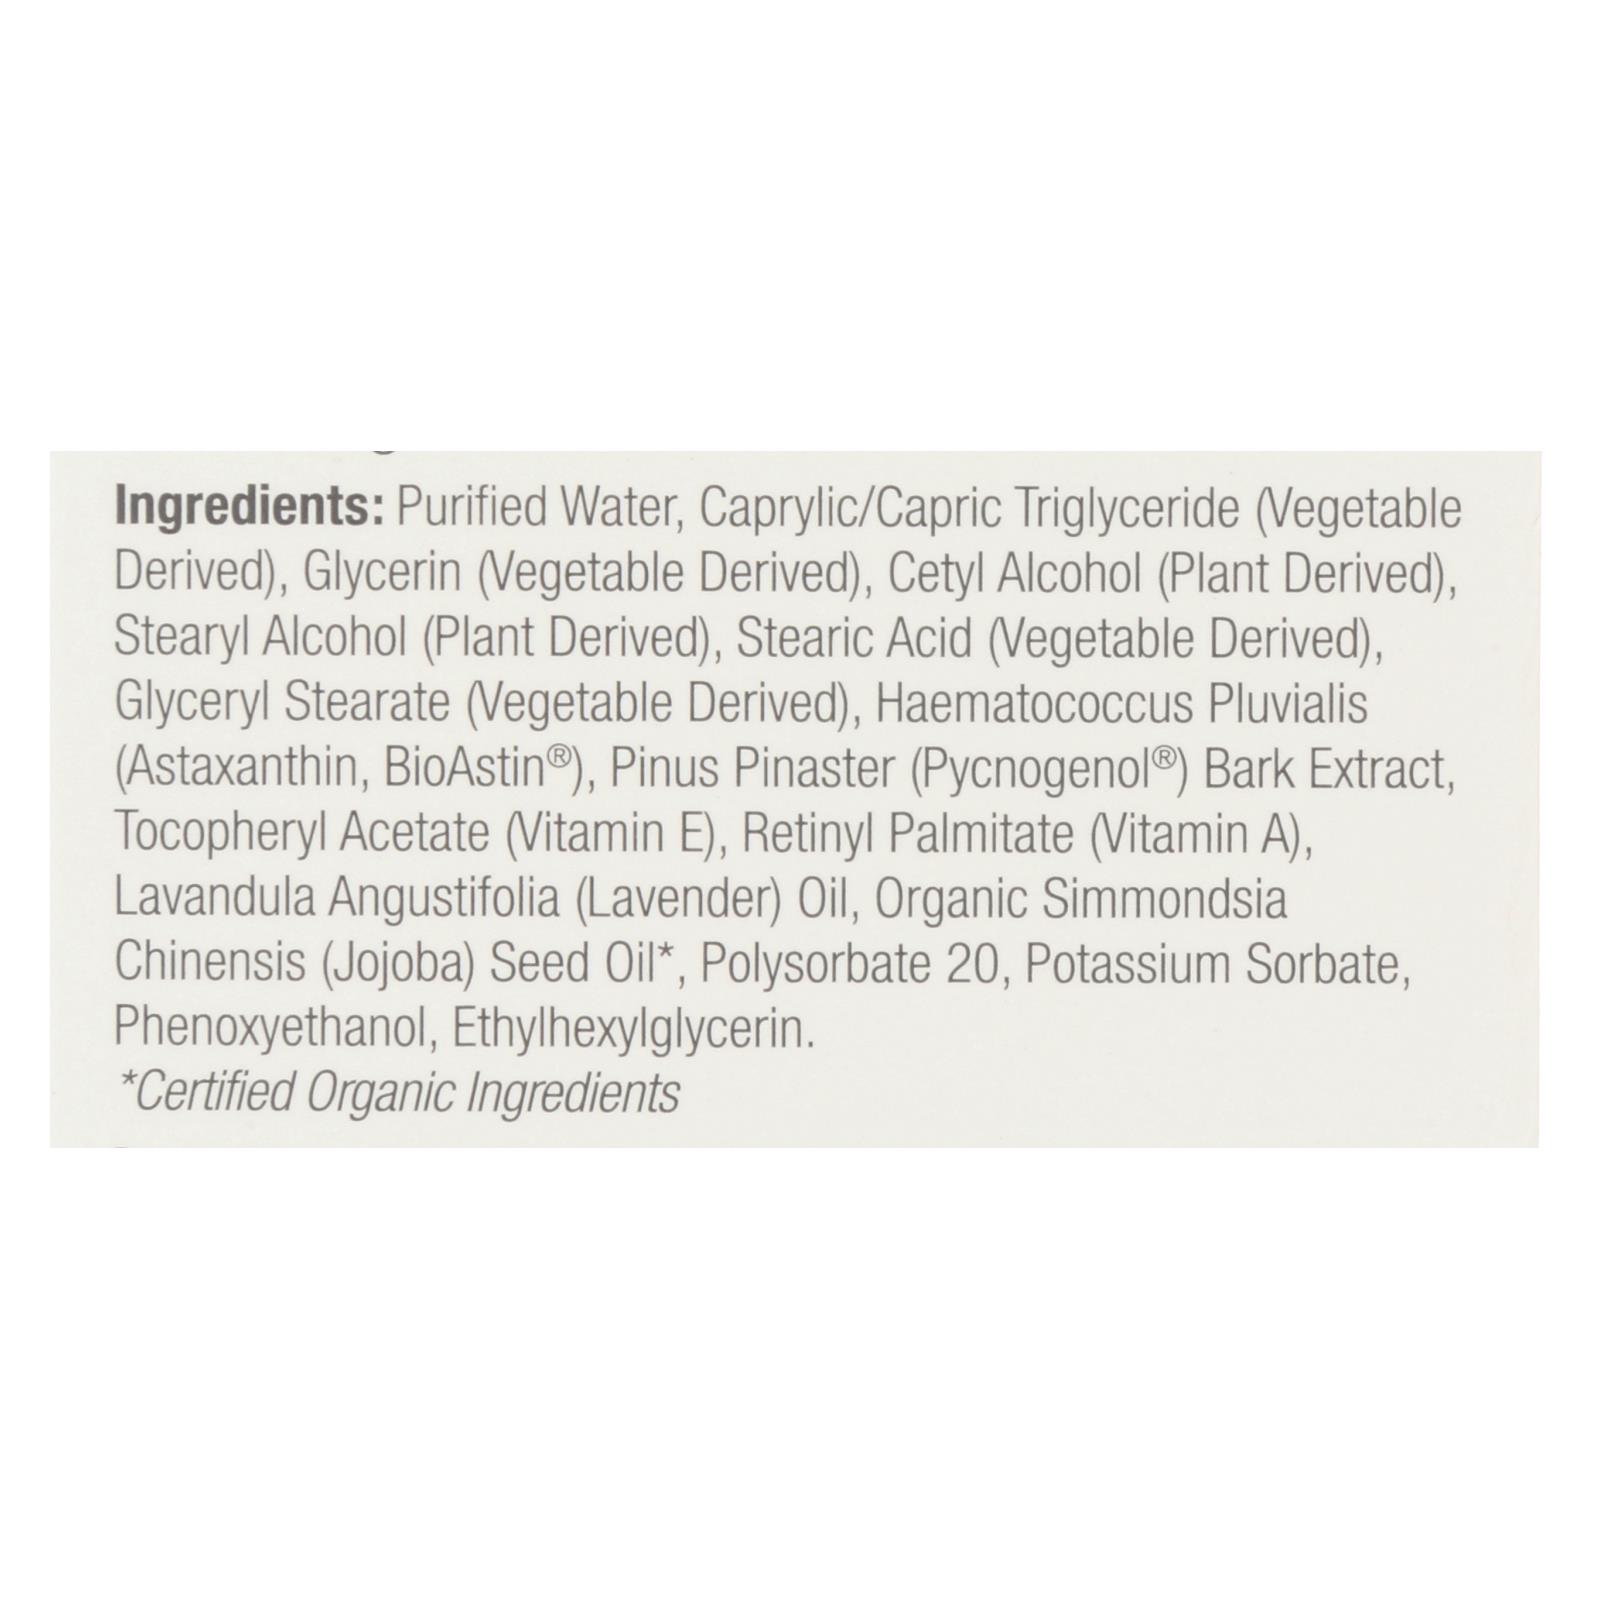 Ingredients: Purified Water, Caprylic/Capric Triglyceride (Vegetable
Derived), Glycerin (Vegetable Derived), Cetyl Alcohol (Plant Derived),
Stearyl Alcohol (Plant Derived), Stearic Acid (Vegetable Derived),
Glyceryl Stearate (Vegetable Derived), Haematococcus Pluvialis
(Astaxanthin, BioAstin®), Pinus Pinaster (Pycnogenol®) Bark Extract,
Tocopheryl Acetate (Vitamin E), Retinyl Palmitate (Vitamin A),
Lavandula Angustifolia (Lavender) Oil, Organic Simmondsia
Chinensis (Jojoba) Seed Oil*, Polysorbate 20, Potassium Sorbate,
Phenoxyethanol, Ethylhexylglycerin.
*Certified Organic Ingredients